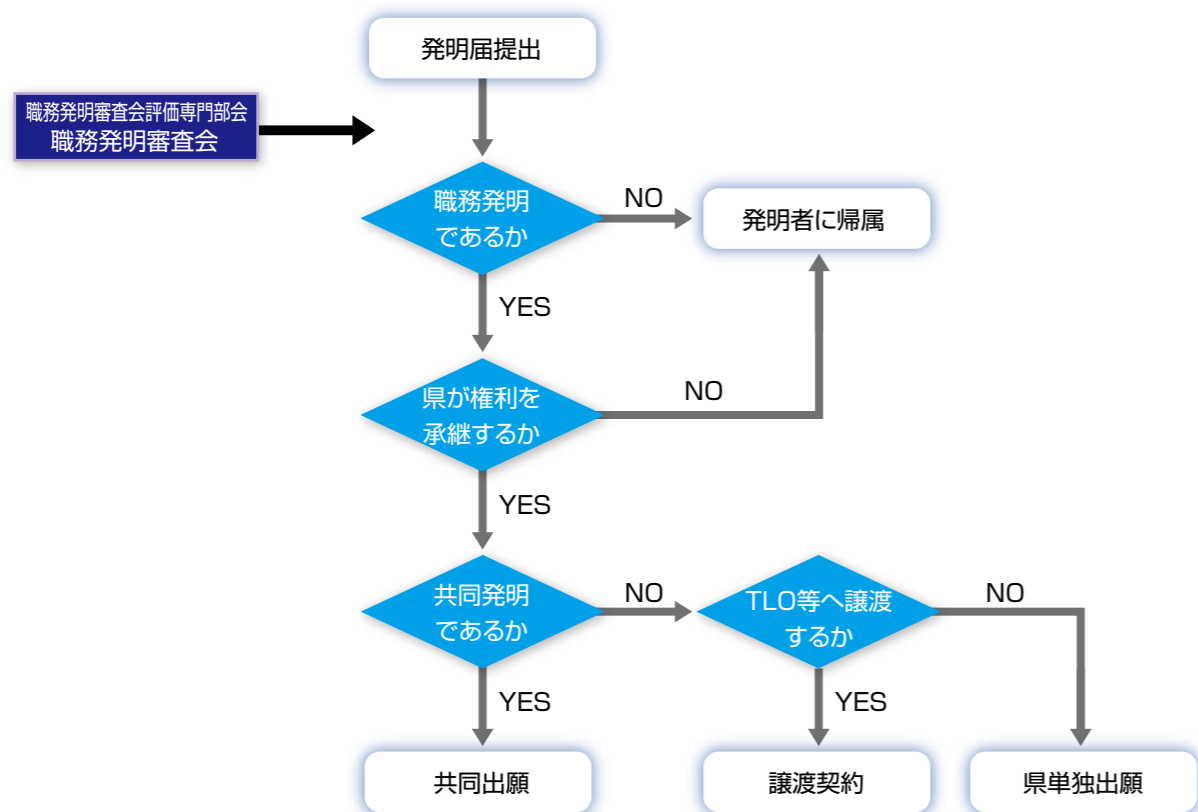 発明届提出
職務発明審査会評価専門部会
職務発明審査会
職務発明
であるか
NO
発明者に帰属
YES
県が権利を
承継するか
NO
YES
共同発明
であるか
NO
TLO等へ譲渡
するか
NO
YES
YES
共同出願
譲渡契約
県単独出願